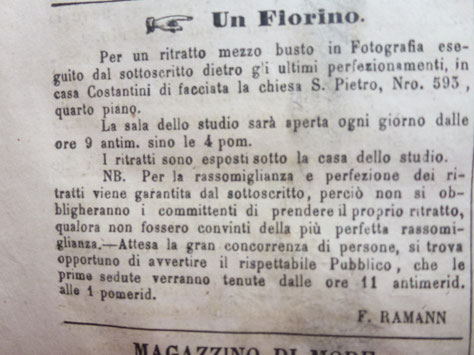 ☞ Un Fiorino.
Per un ritratto mezzo busto in Fotografia ese-
guito dal sottoscritto dietro g'i ultimi perfezionamenti, in
casa Costantini di facciata la chiesa S. Pietro, Nro. 593,
quarto piano.
La sala dello studio sarà aperta ogni giorno dalle
ore 9 antim. sino le 4 pom.
I ritratti sono esposti sotto la casa dello studio.
NB. Per la rassomiglianza e perfezione dei ri-
tratti viene garantita dal sottoscritto, perciò non si ob-
bligheranno i committenti di prendere il proprio ritratto,
qualora non fossero convinti della più perfetta rassomi-
glianza.—Attesa la gran concorrenza di persone, si trova
opportuno di avvertire il rispettabile Pubblico, che le
prime sedute verranno tenute dalle ore 11 antimerid.
alle 1 pomerid.
F. RAMANN
MAGAZZINO DI MODE